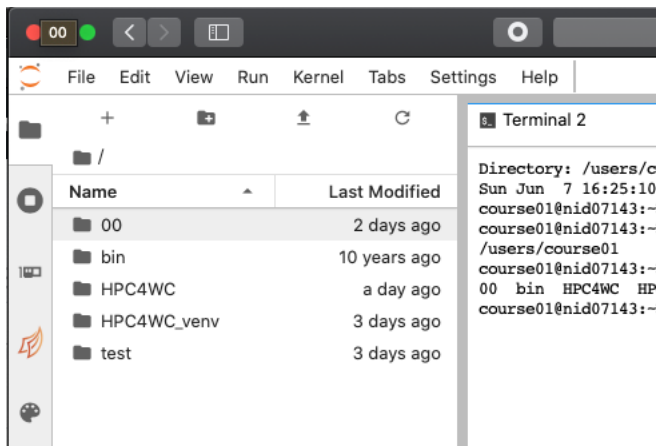 00
File Edit View Run Kernel Tabs Settings Help
Terminal 2
/
Name Last Modified
00 2 days ago
bin 10 years ago
HPC4WC a day ago
HPC4WC_venv 3 days ago
test 3 days ago
Directory: /users/c
Sun Jun 7 16:25:10
course01@nid07143:~
course01@nid07143:~
/users/course01
course01@nid07143:~
00 bin HPC4WC HP
course01@nid07143:~